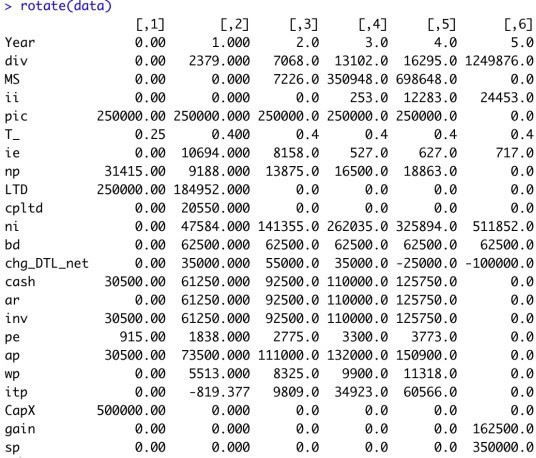 > rotate(data)
[,1] [,2] [,3] [,4] [,5] [,6]
Year 0.00 1.000 2.0 3.0 4.0 5.0
div 0.00 2379.000 7068.0 13102.0 16295.0 1249876.0
MS 0.00 0.000 7226.0 350948.0 698648.0 0.0
ii 0.00 0.000 0.0 253.0 12283.0 24453.0
pic 250000.00 250000.000 250000.0 250000.0 250000.0 0.0
T_ 0.25 0.400 0.4 0.4 0.4 0.4
ie 0.00 10694.000 8158.0 527.0 627.0 717.0
np 31415.00 9188.000 13875.0 16500.0 18863.0 0.0
LTD 250000.00 184952.000 0.0 0.0 0.0 0.0
cpltd 0.00 20550.000 0.0 0.0 0.0 0.0
ni 0.00 47584.000 141355.0 262035.0 325894.0 511852.0
bd 0.00 62500.000 62500.0 62500.0 62500.0 62500.0
chg_DTL_net 0.00 35000.000 55000.0 35000.0 -25000.0 -100000.0
cash 30500.00 61250.000 92500.0 110000.0 125750.0 0.0
ar 0.00 61250.000 92500.0 110000.0 125750.0 0.0
inv 30500.00 61250.000 92500.0 110000.0 125750.0 0.0
pe 915.00 1838.000 2775.0 3300.0 3773.0 0.0
ap 30500.00 73500.000 111000.0 132000.0 150900.0 0.0
wp 0.00 5513.000 8325.0 9900.0 11318.0 0.0
itp 0.00 -819.377 9809.0 34923.0 60566.0 0.0
CapX 500000.00 0.000 0.0 0.0 0.0 0.0
gain 0.00 0.000 0.0 0.0 0.0 162500.0
sp 0.00 0.000 0.0 0.0 0.0 350000.0